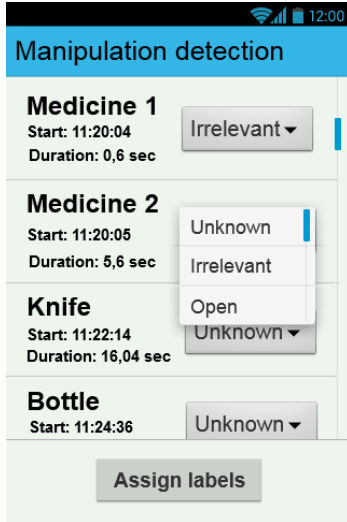 12:00
Manipulation detection
Medicine 1
Start: 11:20:04
Duration: 0,6 sec
Irrelevant
Medicine 2
Start: 11:20:05
Duration: 5,6 sec
Unknown
Irrelevant
Open
Knife
Start: 11:22:14
Duration: 16,04 sec
Unknown
Bottle
Start: 11:24:36
Unknown
Assign labels